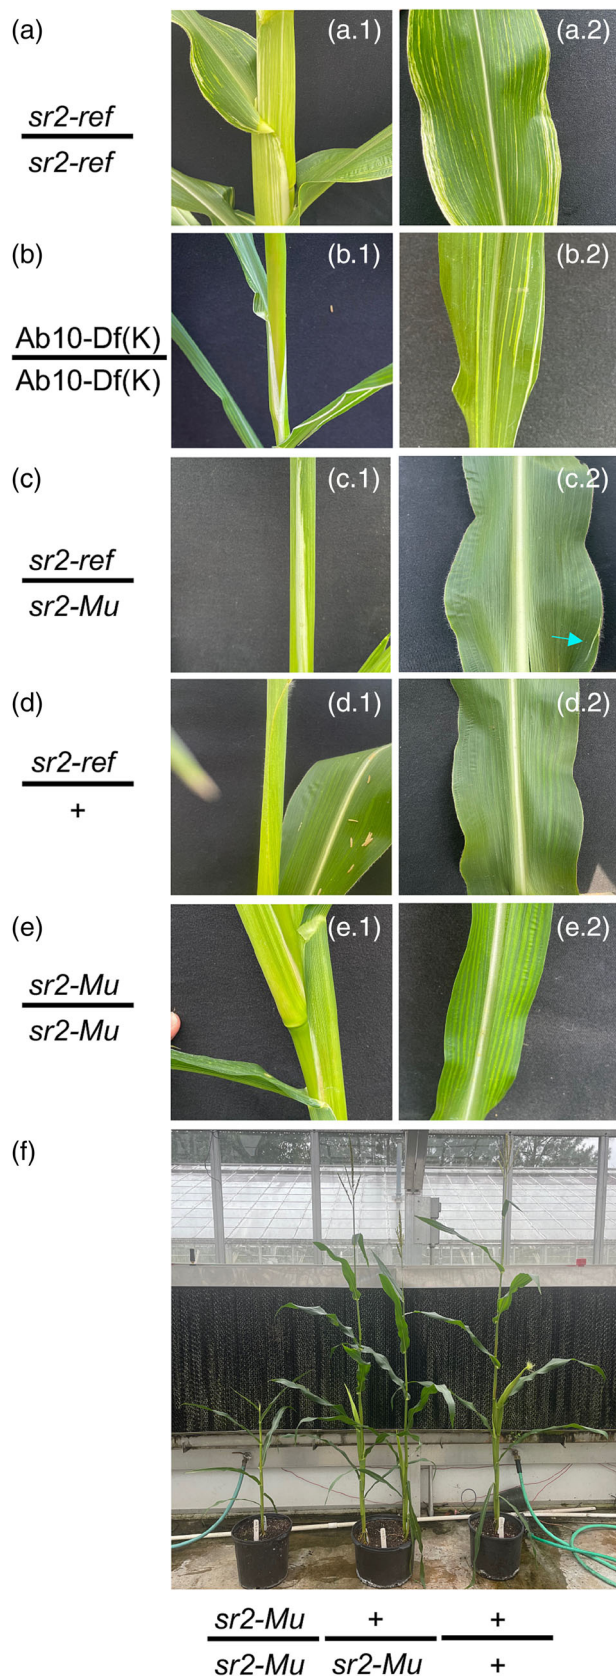 (a)
(a.1)
(a.2)
sr2-ref
sr2-ref
(b)
(b.1)
(b.2)
Ab10-Df(K)
Ab10-Df(K)
(c)
(c.1)
(c.2)
sr2-ref
sr2-Mu
(d)
(d.1)
(d.2)
sr2-ref
+
(e)
(e.1)
(e.2)
sr2-Mu
sr2-Mu
(f)
sr2-Mu + +
sr2-Mu sr2-Mu +